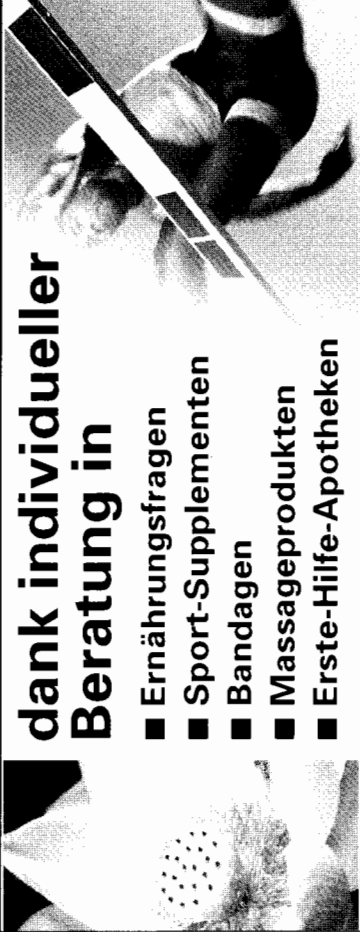 dank individueller
Beratung in
■ Ernährungsfragen
■ Sport-Supplementen
■ Bandagen
■ Massageprodukten
■ Erste-Hilfe-Apotheken